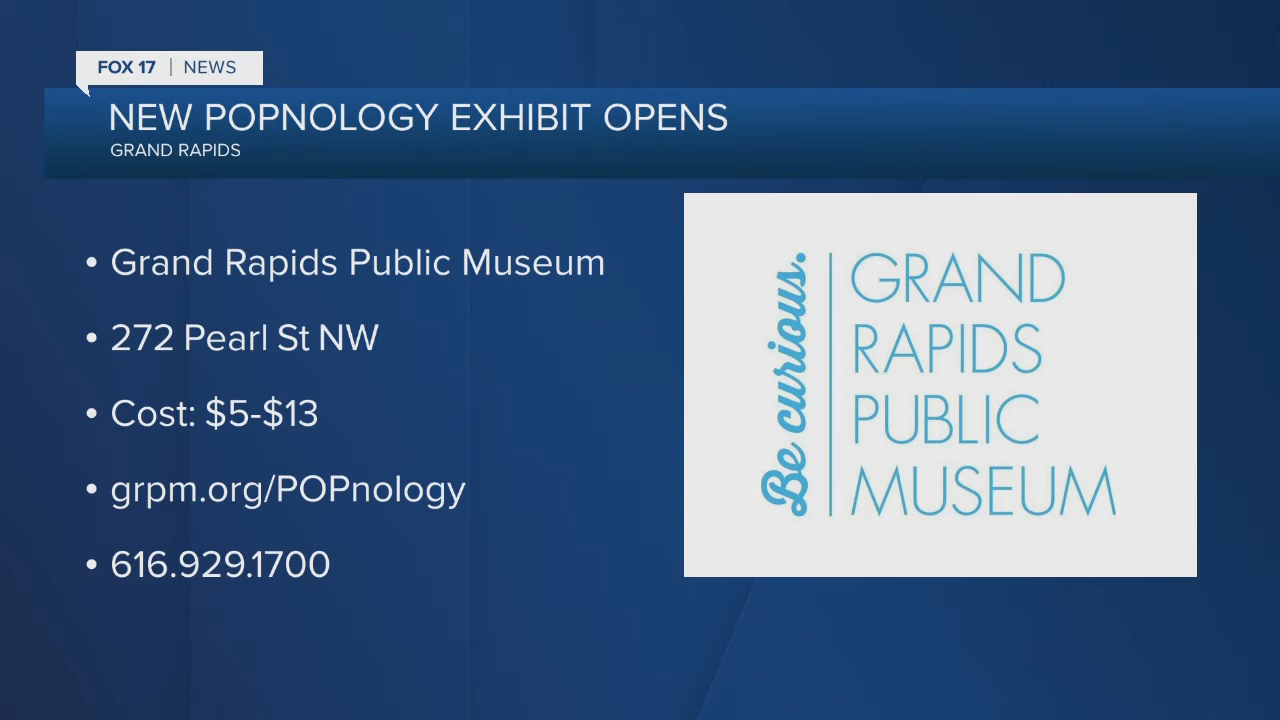 FOX 17 | NEWS
NEW POPNOLOGY EXHIBIT OPENS
GRAND RAPIDS
• Grand Rapids Public Museum
• 272 Pearl St NW
• Cost: $5-$13
• grpm.org/POPnology
• 616.929.1700
Be curious.
GRAND
RAPIDS
PUBLIC
MUSEUM